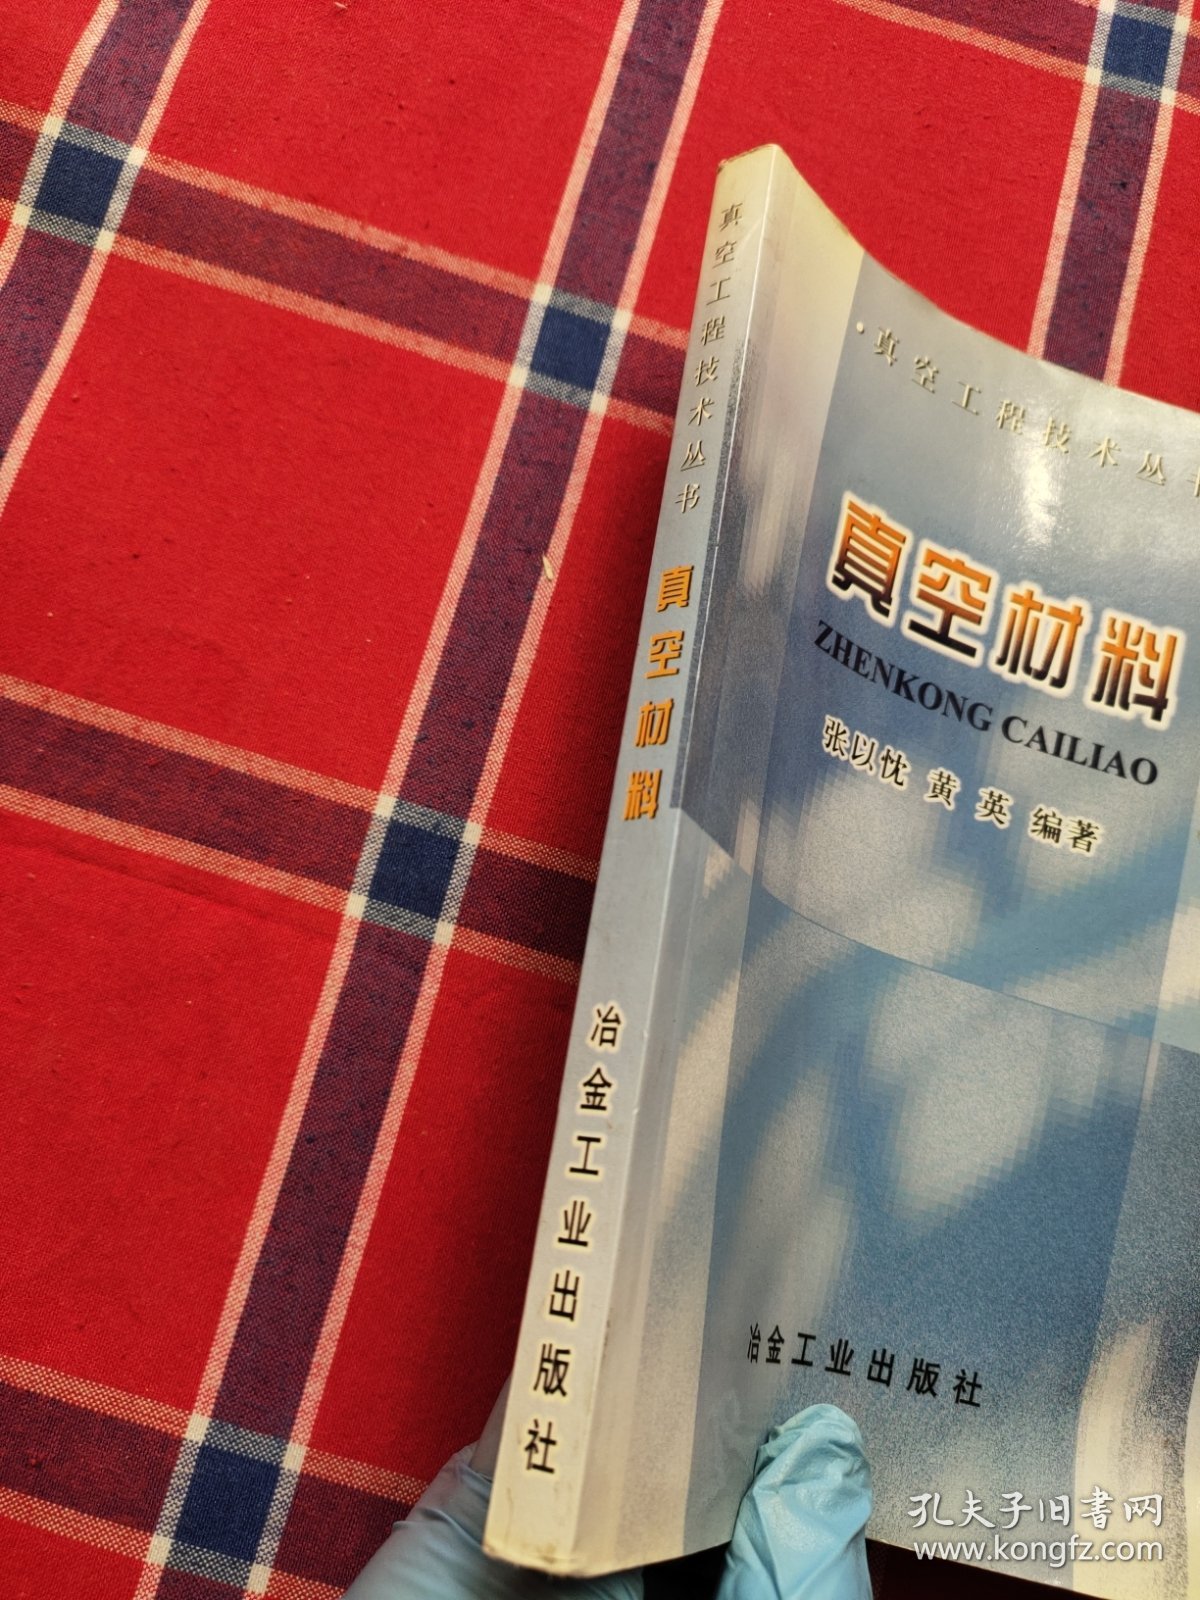 真空工程技术丛书
真空材料
冶金工业出版社
·真空工程技术丛书
真空材料
ZHENKONG CAILIAO
张以忱 黄 英 编著
冶金工业出版社
孔夫子旧書网
www.kongfz.com